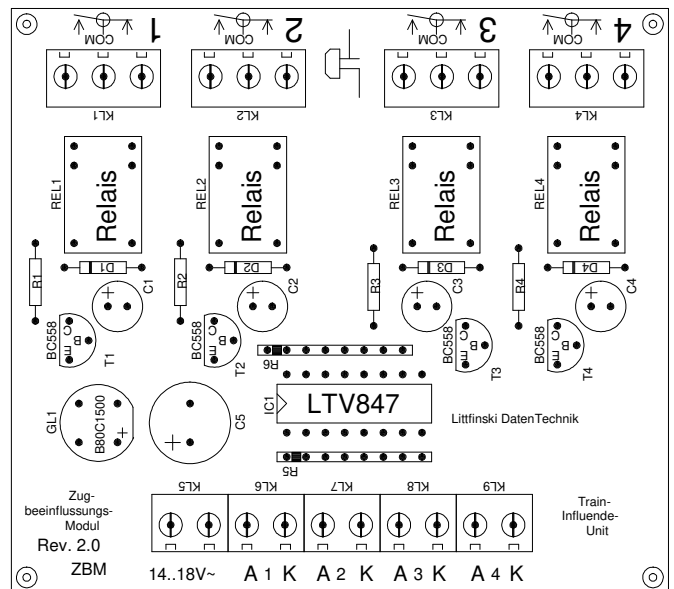 1 2 3 4
COM COM COM COM
KL1 KL2 KL3 KL4
REL1 Relais REL2 Relais REL3 Relais REL4 Relais
D1 D2 D3 D4
R1 C1 R2 C2 R3 C3 R4 C4
BC558 C B E T1 BC558 C B E T2 BC558 C B E T3 BC558 C B E T4
R6
IC1 LTV847
GL1 B80C1500 + + C5
Littfinski DatenTechnik
R5
KL5 KL6 KL7 KL8 KL9
Zug-
beeinflussungs-
Modul
Rev. 2.0
ZBM
Train-
Influende-
Unit
14..18V~ A 1 K A 2 K A 3 K A 4 K